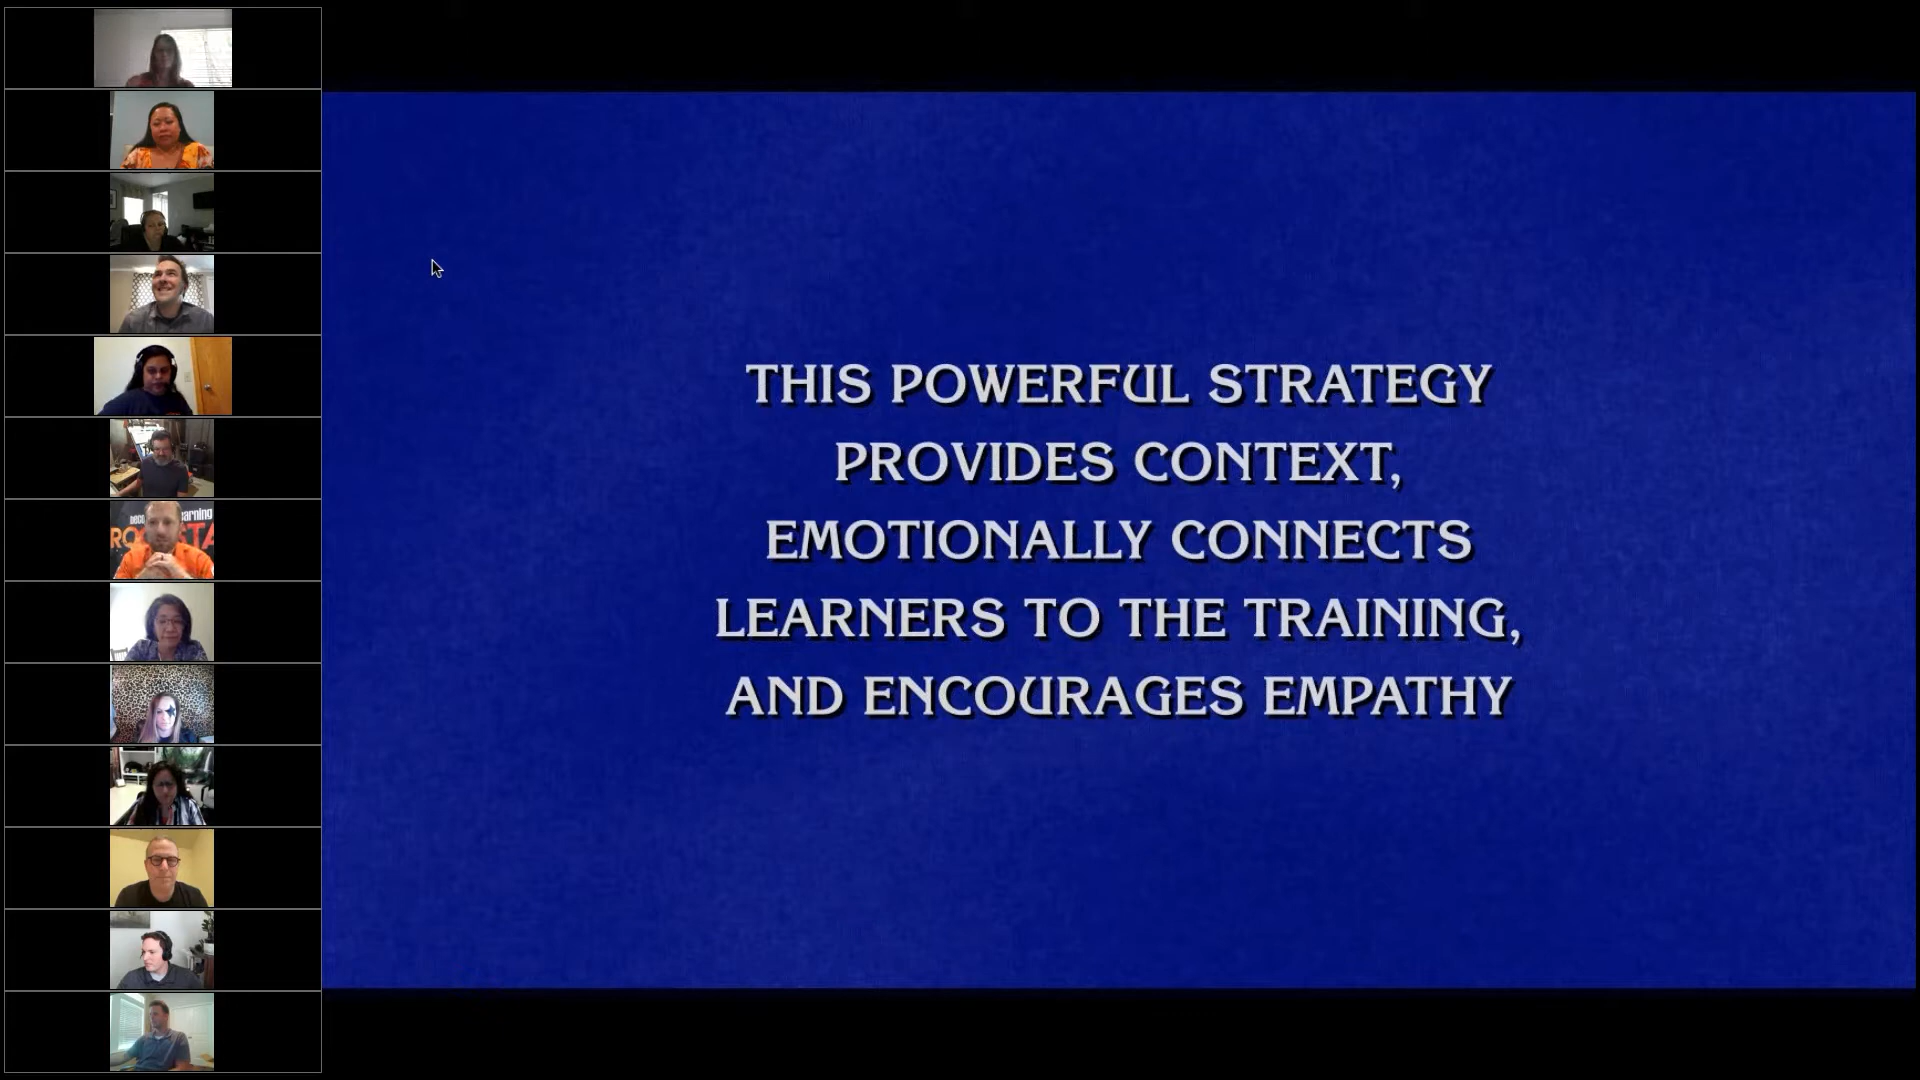 THIS POWERFUL STRATEGY
PROVIDES CONTEXT,
EMOTIONALLY CONNECTS
LEARNERS TO THE TRAINING,
AND ENCOURAGES EMPATHY